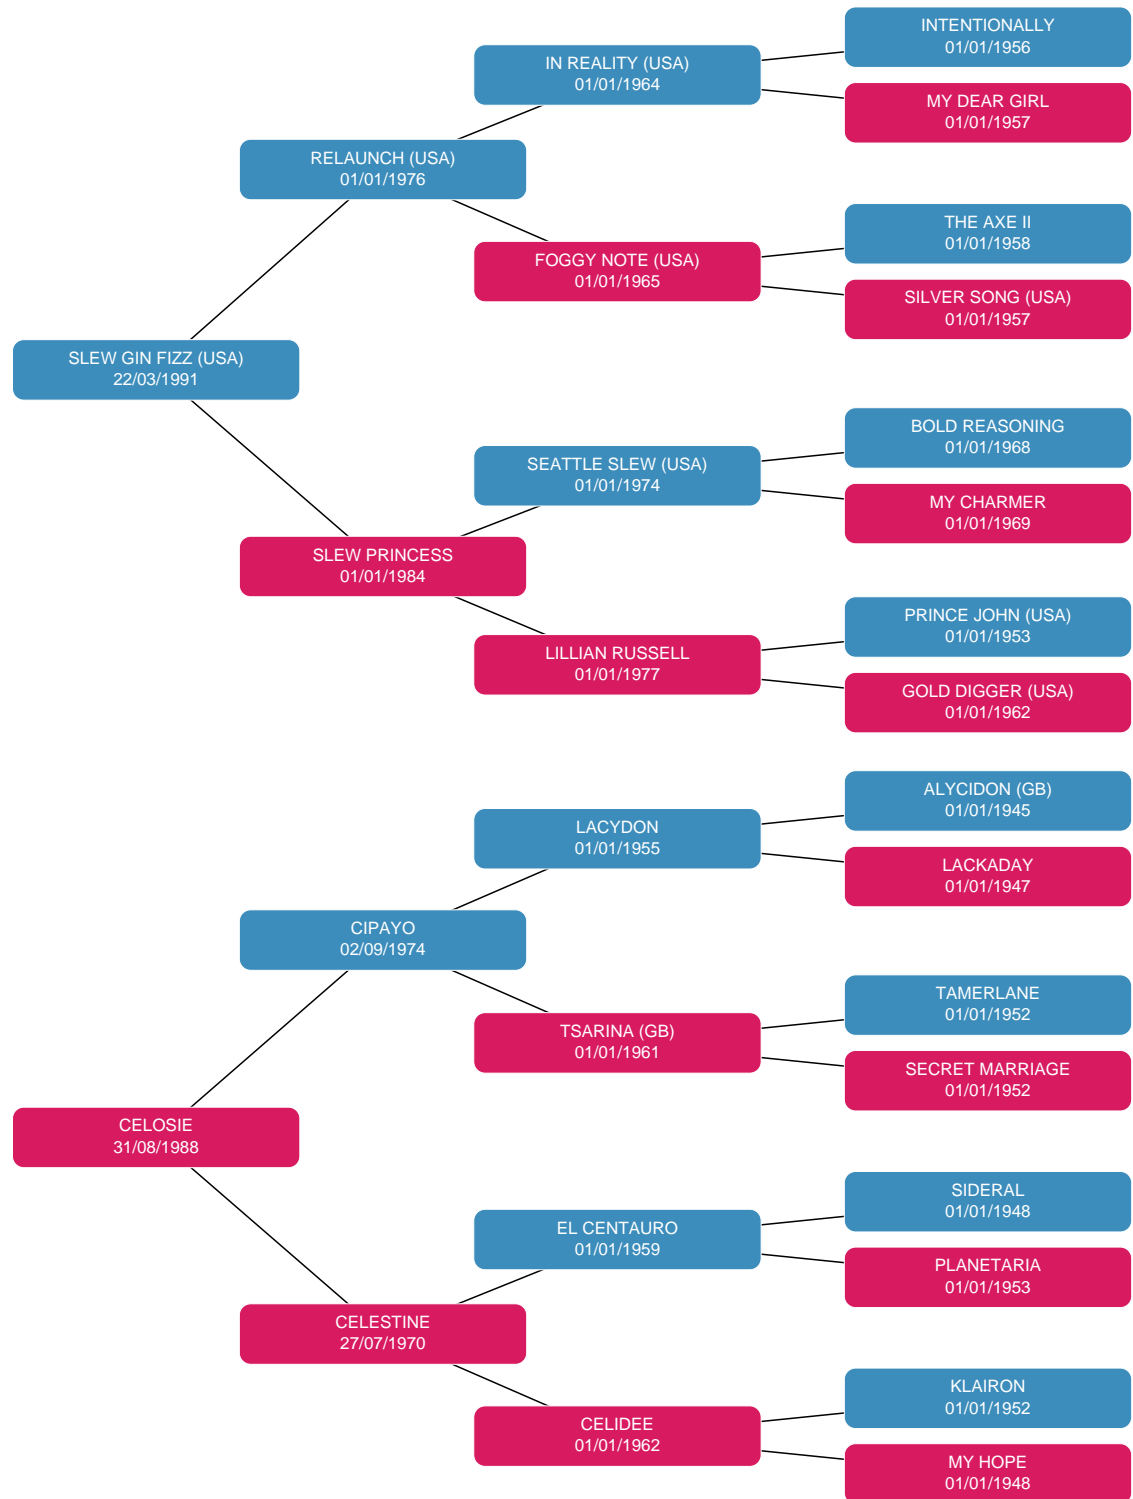 INTENTIONALLY
01/01/1956
IN REALITY (USA)
01/01/1964
MY DEAR GIRL
01/01/1957
RELAUNCH (USA)
01/01/1976
THE AXE II
01/01/1958
FOGGY NOTE (USA)
01/01/1965
SILVER SONG (USA)
01/01/1957
SLEW GIN FIZZ (USA)
22/03/1991
BOLD REASONING
01/01/1968
SEATTLE SLEW (USA)
01/01/1974
MY CHARMER
01/01/1969
SLEW PRINCESS
01/01/1984
PRINCE JOHN (USA)
01/01/1953
LILLIAN RUSSELL
01/01/1977
GOLD DIGGER (USA)
01/01/1962
ALYCIDON (GB)
01/01/1945
LACYDON
01/01/1955
LACKADAY
01/01/1947
CIPAYO
02/09/1974
TAMERLANE
01/01/1952
TSARINA (GB)
01/01/1961
SECRET MARRIAGE
01/01/1952
CELOSIE
31/08/1988
SIDERAL
01/01/1948
EL CENTAURO
01/01/1959
PLANETARIA
01/01/1953
CELESTINE
27/07/1970
KLAIRON
01/01/1952
CELIDEE
01/01/1962
MY HOPE
01/01/1948